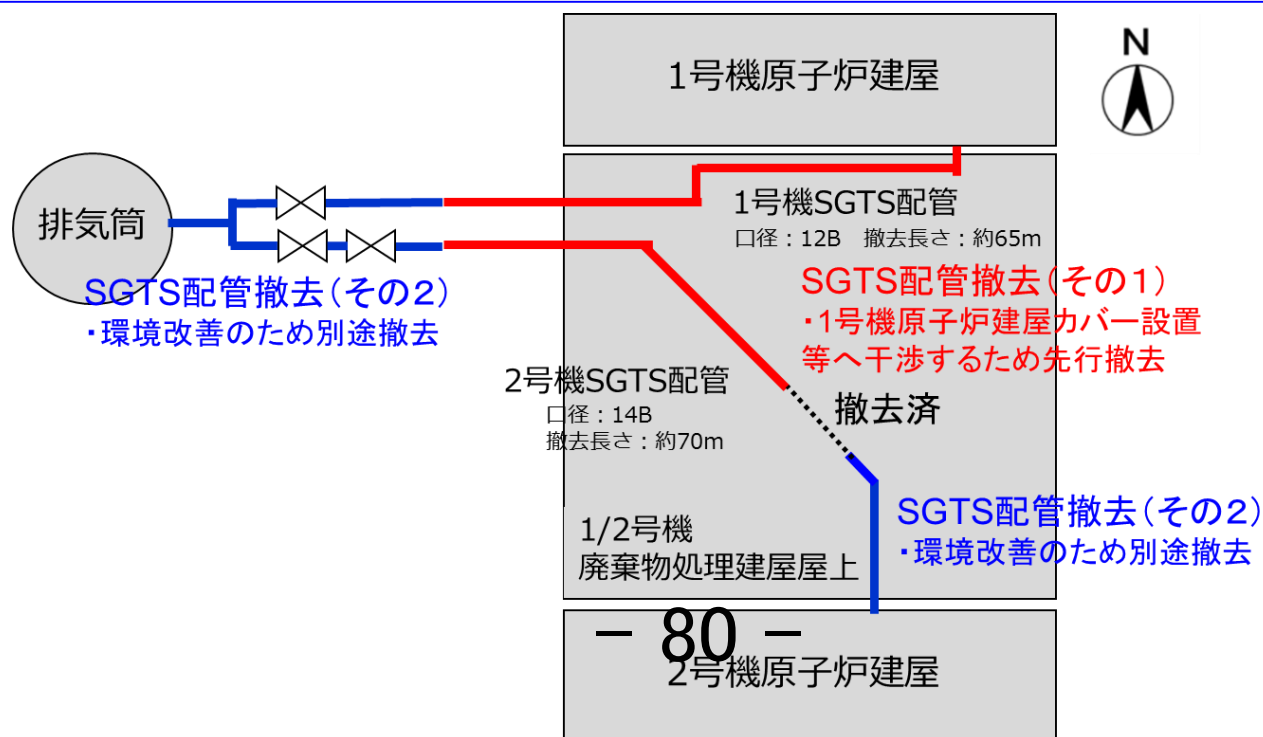 1号機原子炉建屋
N
排気筒
1号機SGTS配管
口径：12B　撤去長さ：約65m
SGTS配管撤去（その１）
・1号機原子炉建屋カバー設置
等へ干渉するため先行撤去
SGTS配管撤去（その２）
・環境改善のため別途撤去
2号機SGTS配管
口径：14B
撤去長さ：約70m
撤去済
SGTS配管撤去（その２）
・環境改善のため別途撤去
1/2号機
廃棄物処理建屋屋上
－ 80 －
2号機原子炉建屋